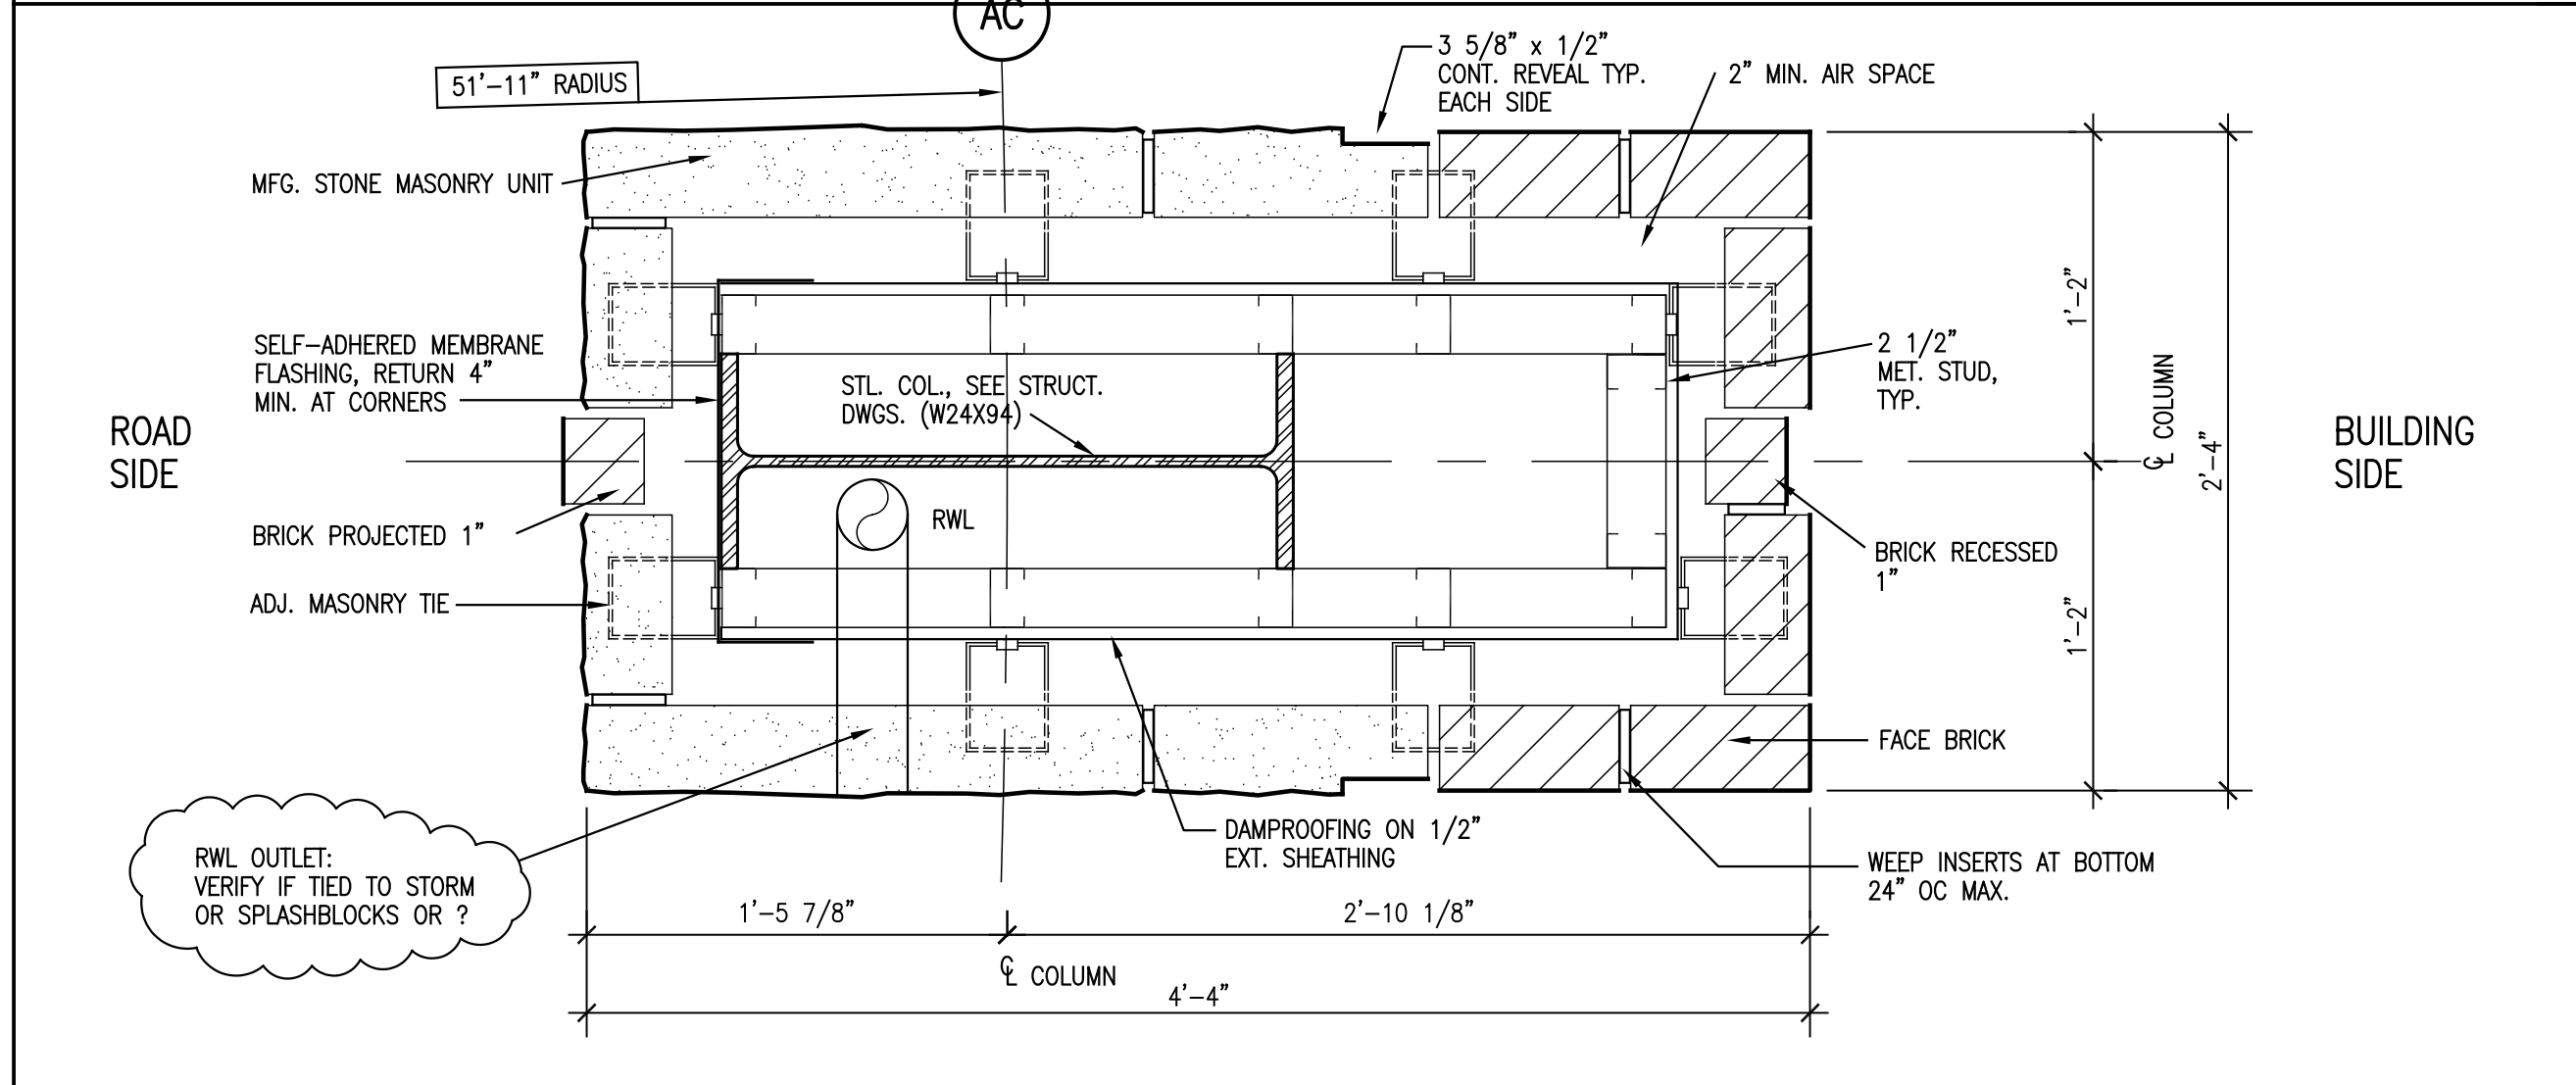 AC
51'-11" RADIUS
3 5/8" x 1/2"
CONT. REVEAL TYP.
EACH SIDE
2" MIN. AIR SPACE
MFG. STONE MASONRY UNIT
SELF-ADHERED MEMBRANE
FLASHING, RETURN 4"
MIN. AT CORNERS
STL. COL., SEE STRUCT.
DWGS. (W24X94)
2 1/2"
MET. STUD,
TYP.
1'-2"
℄ COLUMN
2'-4"
ROAD
SIDE
BUILDING
SIDE
BRICK PROJECTED 1"
RWL
BRICK RECESSED
1"
ADJ. MASONRY TIE
1'-2"
FACE BRICK
DAMPROOFING ON 1/2"
EXT. SHEATHING
WEEP INSERTS AT BOTTOM
24" OC MAX.
RWL OUTLET:
VERIFY IF TIED TO STORM
OR SPLASHBLOCKS OR ?
1'-5 7/8"
2'-10 1/8"
℄ COLUMN
4'-4"